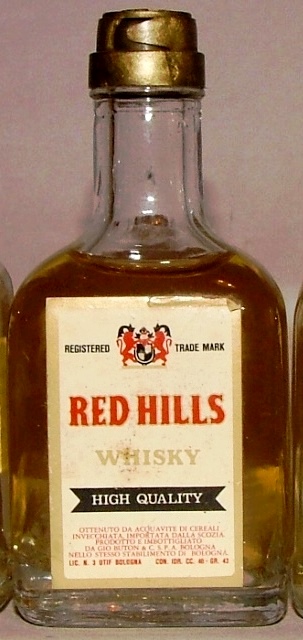 REGISTERED TRADE MARK
RED HILLS
WHISKY
HIGH QUALITY
OTTENUTO DA ACQUAVITE DI CEREALI
INVECCHIATA, IMPORTATA DALLA SCOZIA
PRODOTTO E IMBOTTIGLIATO
DA GIO BUTON & C. S.P.A. BOLOGNA
NELLO STESSO STABILIMENTO DI BOLOGNA.
LIC. N. 3 UTIF BOLOGNA CON. IDR. CC. 40 - GR. 43